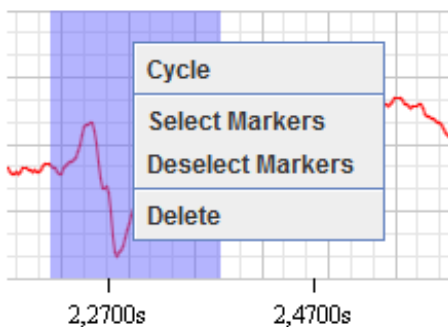 Cycle
Select Markers
Deselect Markers
Delete
2,2700s 2,4700s